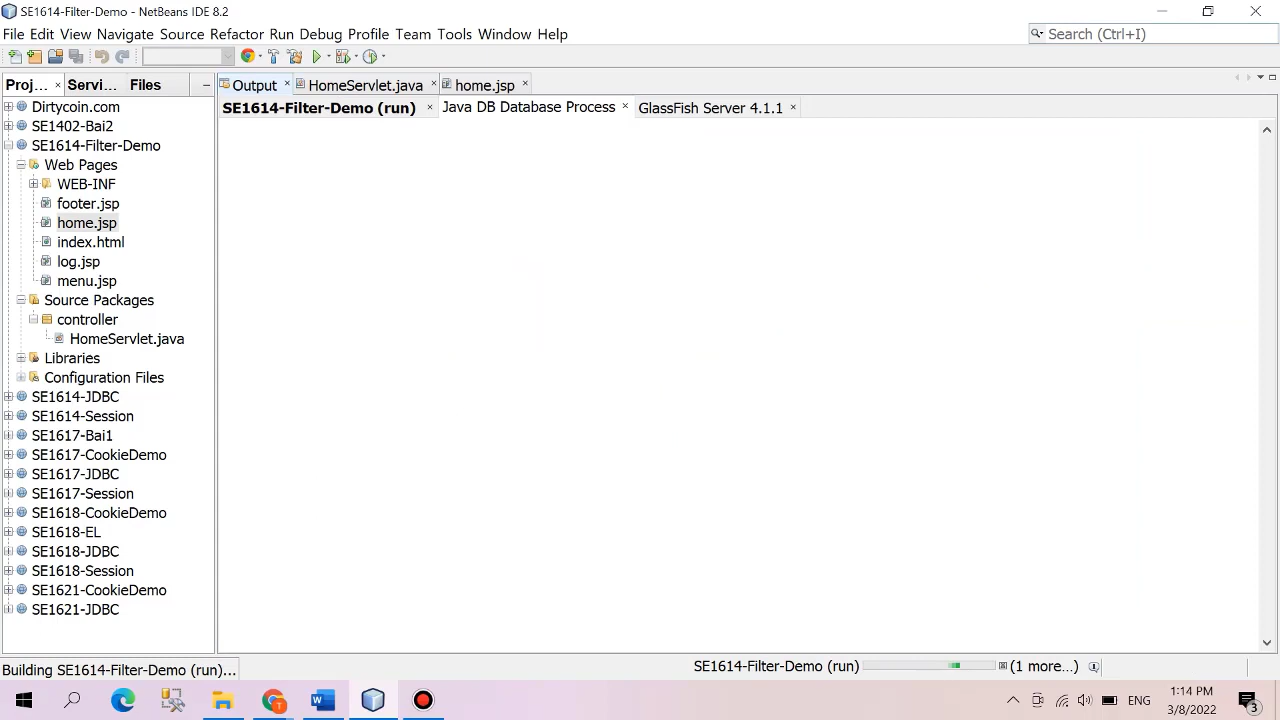 SE1614-Filter-Demo - NetBeans IDE 8.2
File Edit View Navigate Source Refactor Run Debug Profile Team Tools Window Help
Search (Ctrl+I)
Proj... × Servi... Files
Output × HomeServlet.java × home.jsp ×
SE1614-Filter-Demo (run) × Java DB Database Process × GlassFish Server 4.1.1 ×
Dirtycoin.com
SE1402-Bai2
SE1614-Filter-Demo
Web Pages
WEB-INF
footer.jsp
home.jsp
index.html
log.jsp
menu.jsp
Source Packages
controller
HomeServlet.java
Libraries
Configuration Files
SE1614-JDBC
SE1614-Session
SE1617-Bai1
SE1617-CookieDemo
SE1617-JDBC
SE1617-Session
SE1618-CookieDemo
SE1618-EL
SE1618-JDBC
SE1618-Session
SE1621-CookieDemo
SE1621-JDBC
Building SE1614-Filter-Demo (run)...
SE1614-Filter-Demo (run)
(1 more...)
ENG
1:14 PM
3/8/2022
3